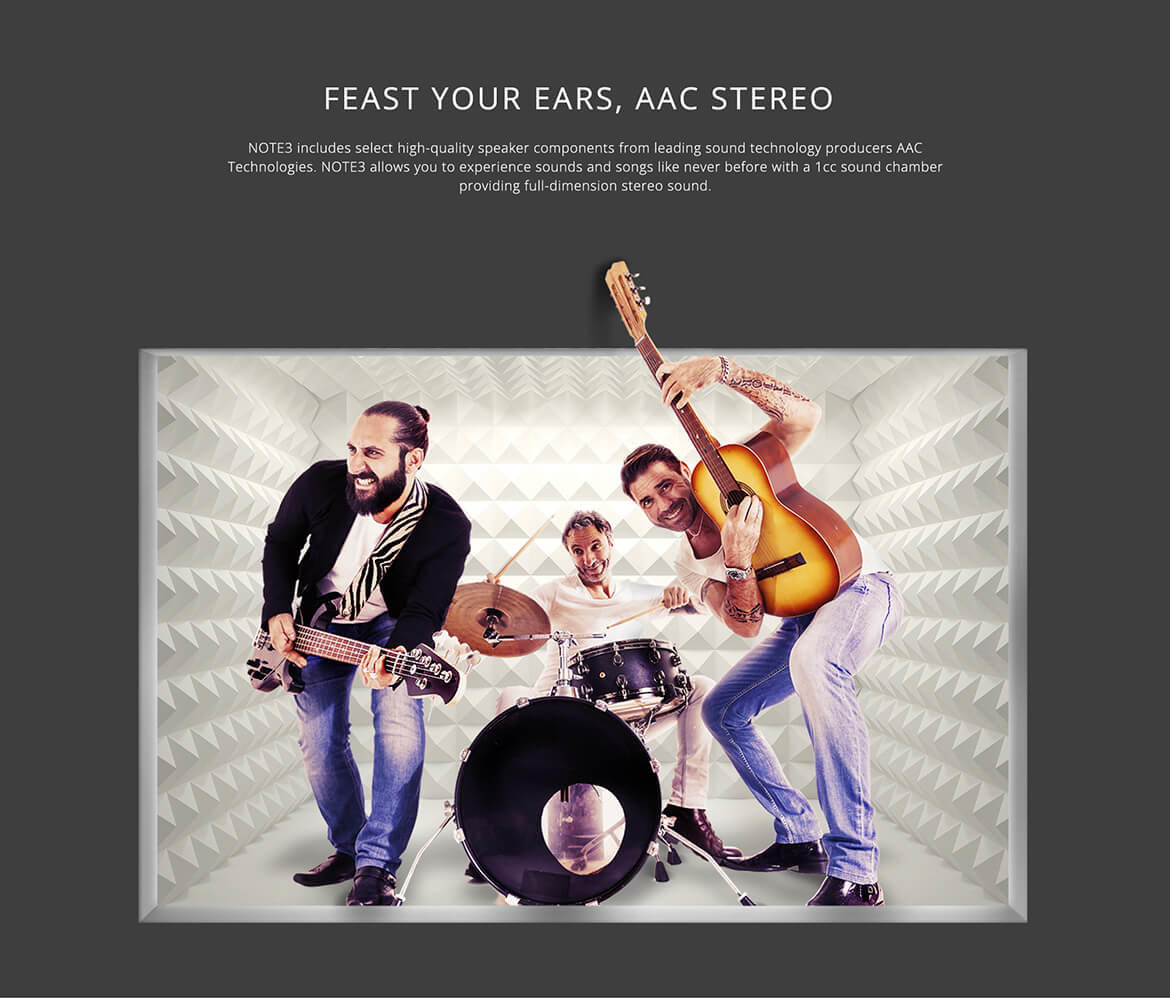 FEAST YOUR EARS, AAC STEREO
NOTE3 includes select high-quality speaker components from leading sound technology producers AAC
Technologies. NOTE3 allows you to experience sounds and songs like never before with a 1cc sound chamber
providing full-dimension stereo sound.